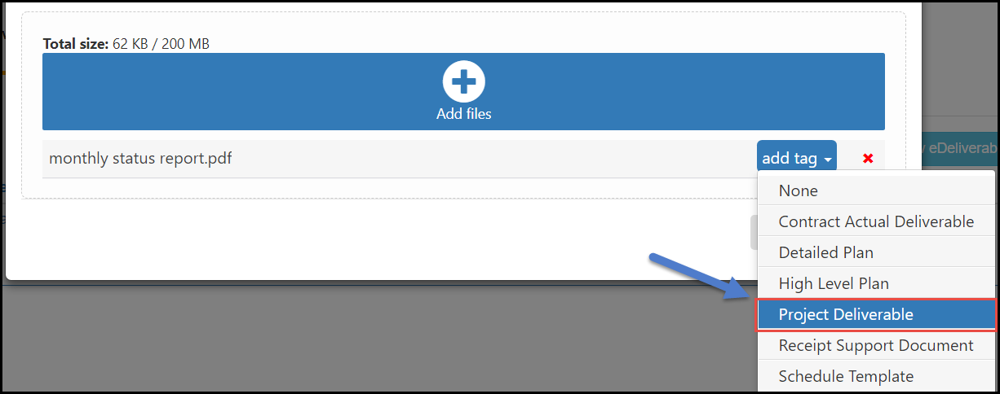 Total size: 62 KB / 200 MB
Add files
eDeliverab
monthly status report.pdf
add tag
None
Contract Actual Deliverable
Detailed Plan
High Level Plan
Project Deliverable
Receipt Support Document
Schedule Template